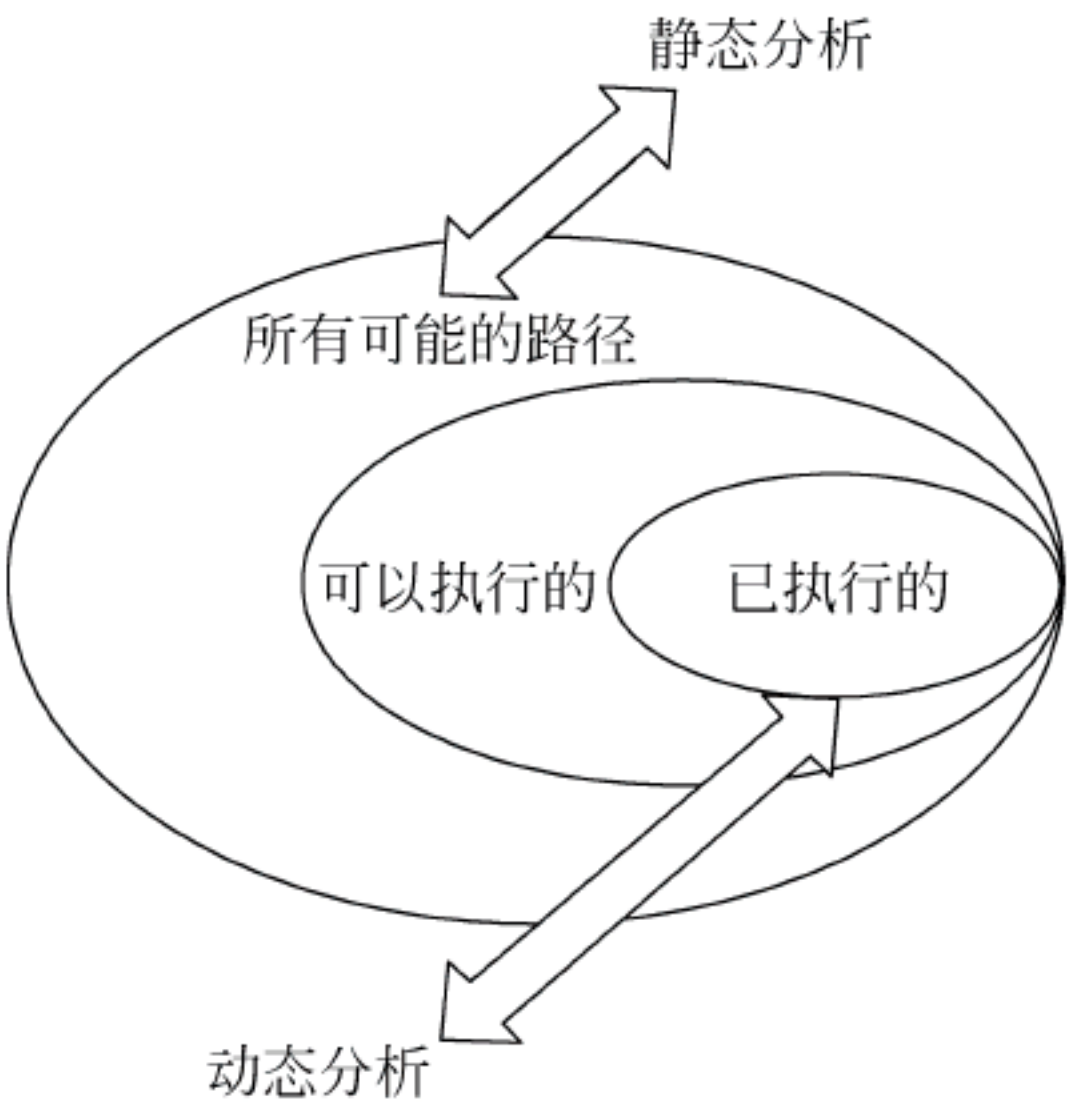 静态分析
所有可能的路径
可以执行的
已执行的
动态分析